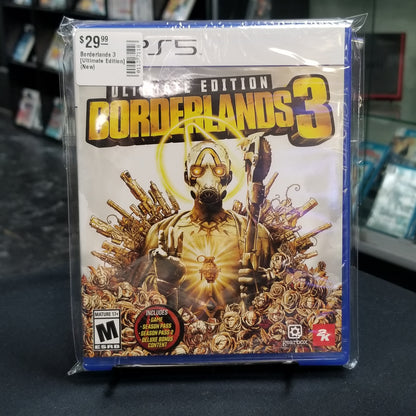 $29.99
Borderlands 3
[Ultimate Edition]
(New)
PS5
ULTIMATE EDITION
BORDERLANDS 3
INCLUDES
GAME
SEASON PASS
SEASON PASS 2
DELUXE BONUS
CONTENT
MATURE 17+
M
ESRB
gearbox
2K